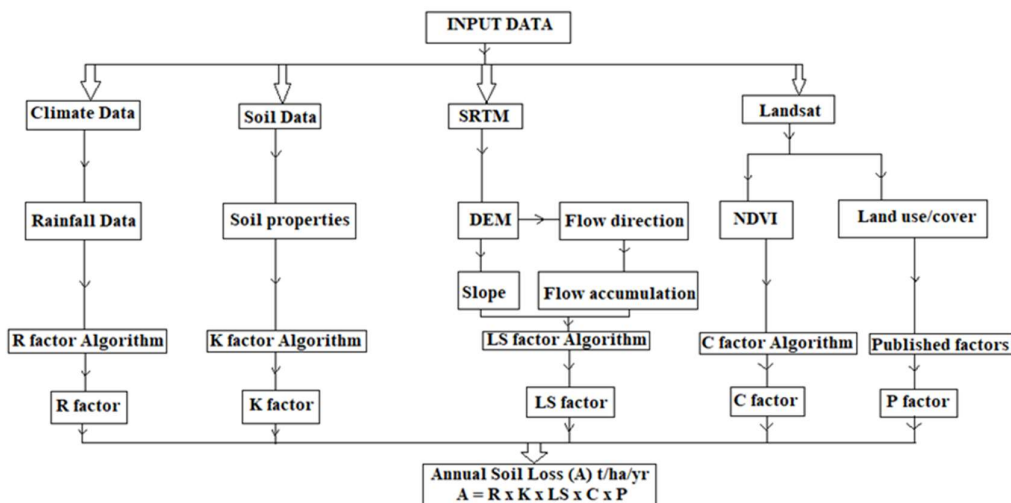 INPUT DATA
Climate Data
Soil Data
SRTM
Landsat
Rainfall Data
Soil properties
DEM
Flow direction
NDVI
Land use/cover
Slope
Flow accumulation
R factor Algorithm
K factor Algorithm
LS factor Algorithm
C factor Algorithm
Published factors
R factor
K factor
LS factor
C factor
P factor
Annual Soil Loss (A) t/ha/yr
A = R x K x LS x C x P